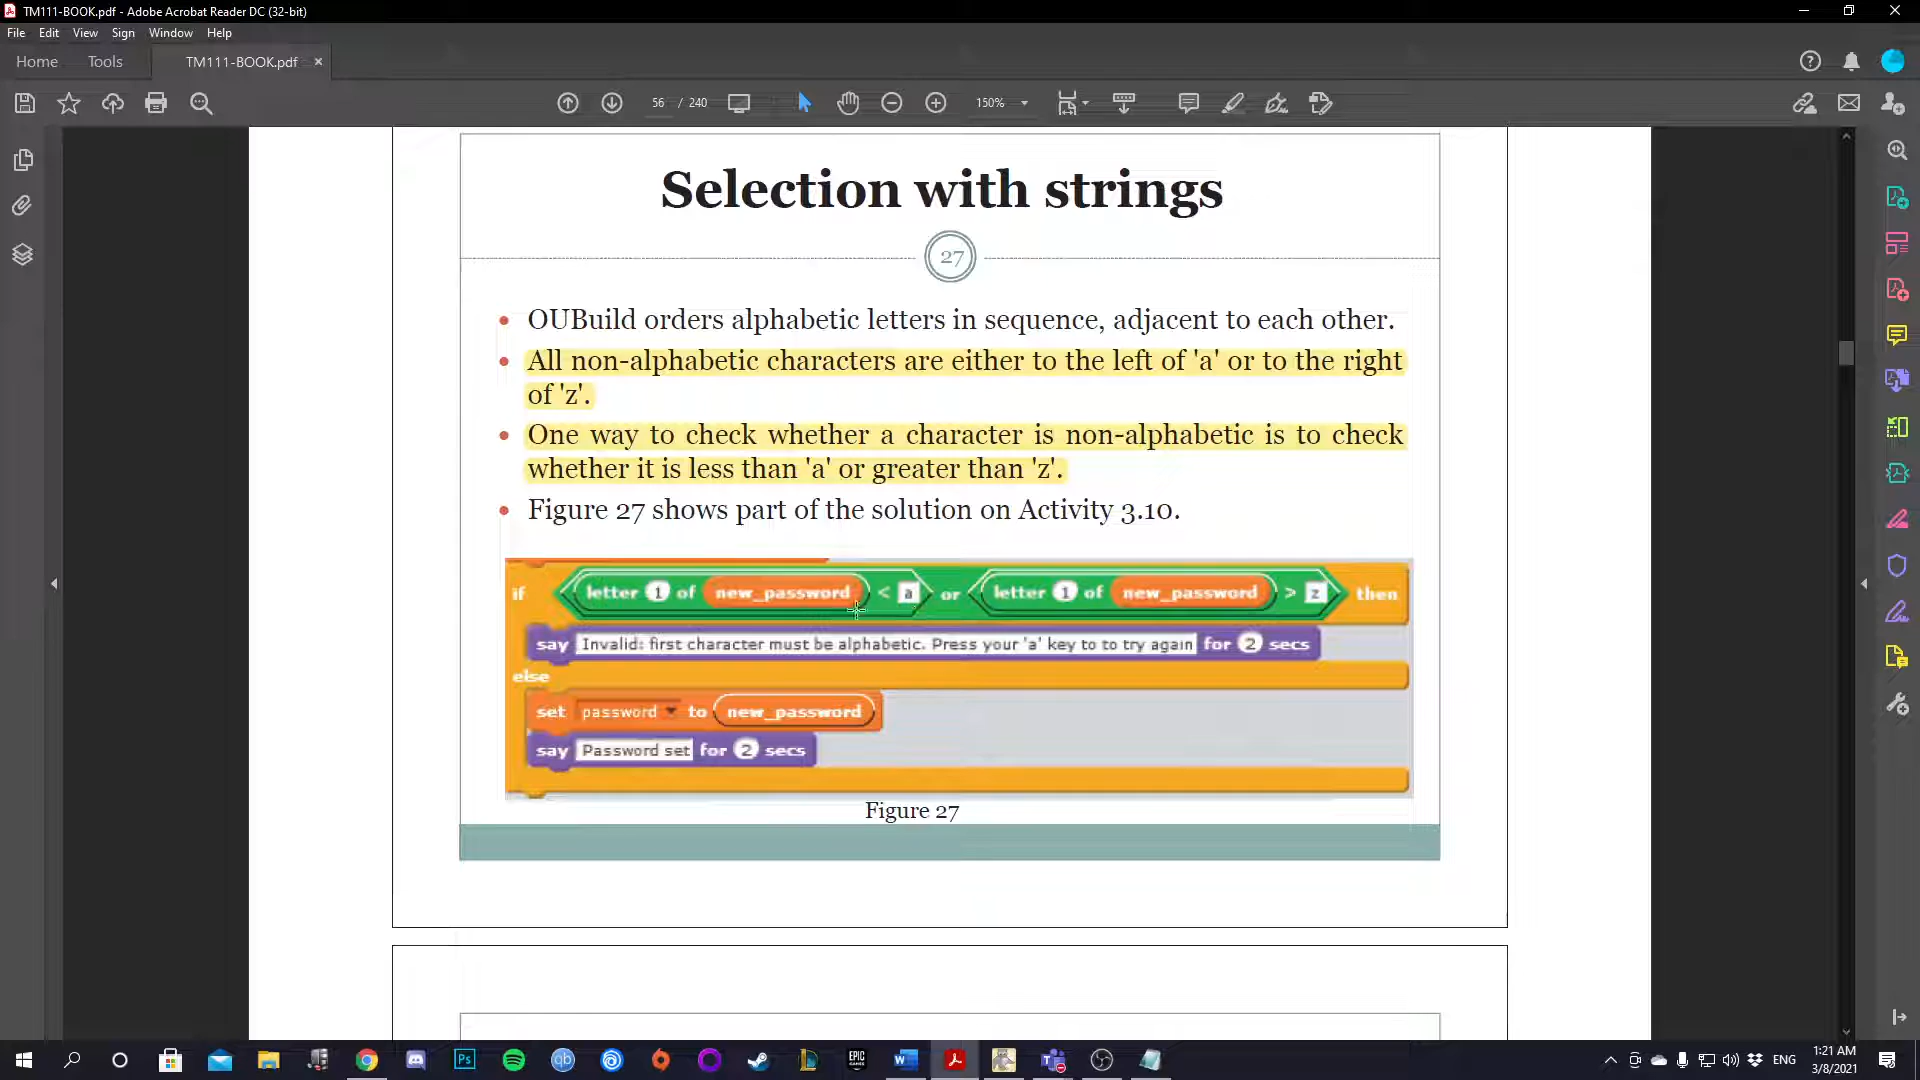 TM111-BOOK.pdf - Adobe Acrobat Reader DC (32-bit)
File Edit View Sign Window Help
Home Tools TM111-BOOK.pdf ×
56 / 240 150%
Selection with strings
27
• OUBuild orders alphabetic letters in sequence, adjacent to each other.
• All non-alphabetic characters are either to the left of 'a' or to the right
of 'z'.
• One way to check whether a character is non-alphabetic is to check
whether it is less than 'a' or greater than 'z'.
• Figure 27 shows part of the solution on Activity 3.10.
if letter 1 of new_password < a or letter 1 of new_password > z then
say Invalid: first character must be alphabetic. Press your 'a' key to to try again for 2 secs
else
set password to new_password
say Password set for 2 secs
Figure 27
Ps qb EPIC GAMES ENG 1:21 AM
3/8/2021